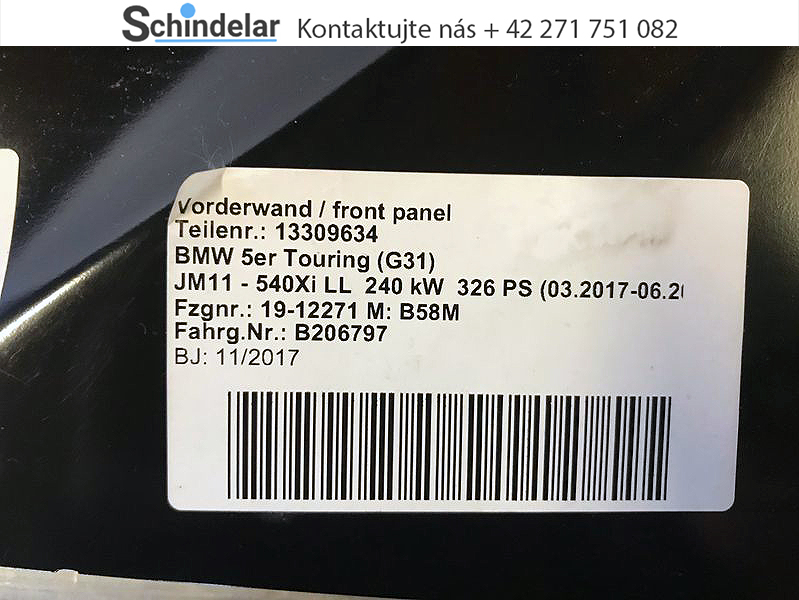 Schindelar Kontaktujte nás + 42 271 751 082
Vorderwand / front panel
Teilenr.: 13309634
BMW 5er Touring (G31)
JM11 - 540Xi LL 240 kW 326 PS (03.2017-06.20
Fzgnr.: 19-12271 M: B58M
Fahrg.Nr.: B206797
BJ: 11/2017